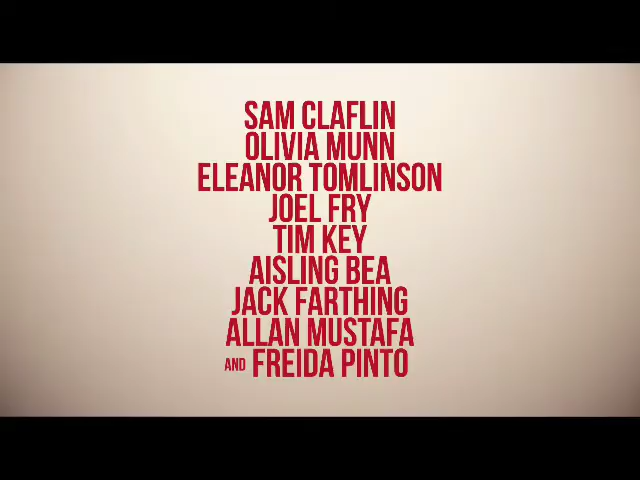 SAM CLAFLIN
OLIVIA MUNN
ELEANOR TOMLINSON
JOEL FRY
TIM KEY
AISLING BEA
JACK FARTHING
ALLAN MUSTAFA
AND FREIDA PINTO